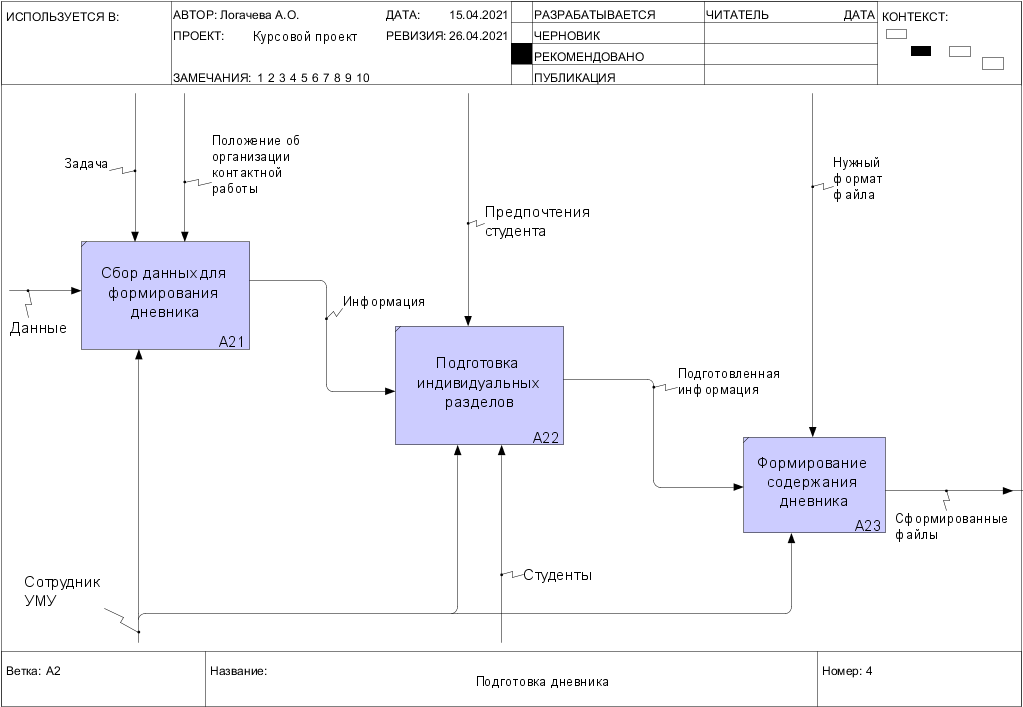 ИСПОЛЬЗУЕТСЯ В:
АВТОР: Логачева А.О.
ДАТА: 15.04.2021
ПРОЕКТ: Курсовой проект
РЕВИЗИЯ: 26.04.2021
ЗАМЕЧАНИЯ: 1 2 3 4 5 6 7 8 9 10
РАЗРАБАТЫВАЕТСЯ
ЧЕРНОВИК
РЕКОМЕНДОВАНО
ПУБЛИКАЦИЯ
ЧИТАТЕЛЬ
ДАТА
КОНТЕКСТ:
Задача
Положение об
организации
контактной
работы
Предпочтения
студента
Нужный
формат
файла
Сбор данных для
формирования
дневника
A21
Данные
Информация
Подготовка
индивидуальных
разделов
A22
Подготовленная
информация
Формирование
содержания
дневника
A23
Сформированные
файлы
Сотрудник
УМУ
Студенты
Ветка: A2
Название:
Подготовка дневника
Номер: 4